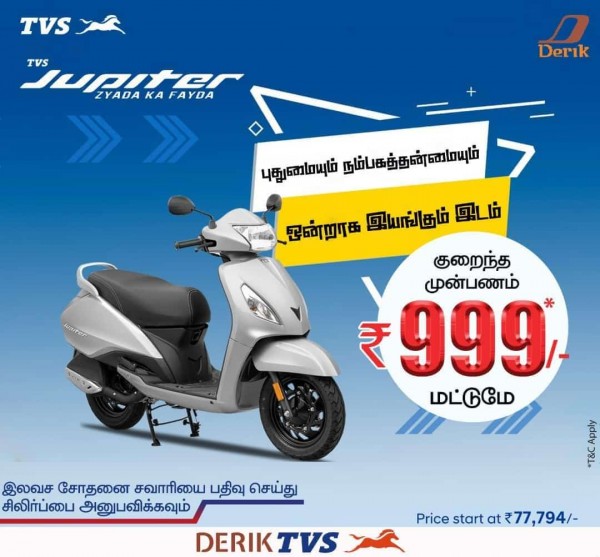 TVS
Derik
TVS
Jupiter
ZYADA KA FAYDA
புதுமையும் நம்பகத்தன்மையும்
ஒன்றாக இயங்கும் இடம்
குறைந்த
முன்பணம்
₹999*/-
மட்டுமே
Jupiter
*T&C Apply
இலவச சோதனை சவாரியை பதிவு செய்து
சிலிர்ப்பை அனுபவிக்கவும்
Price start at ₹77,794/-
DERIK TVS